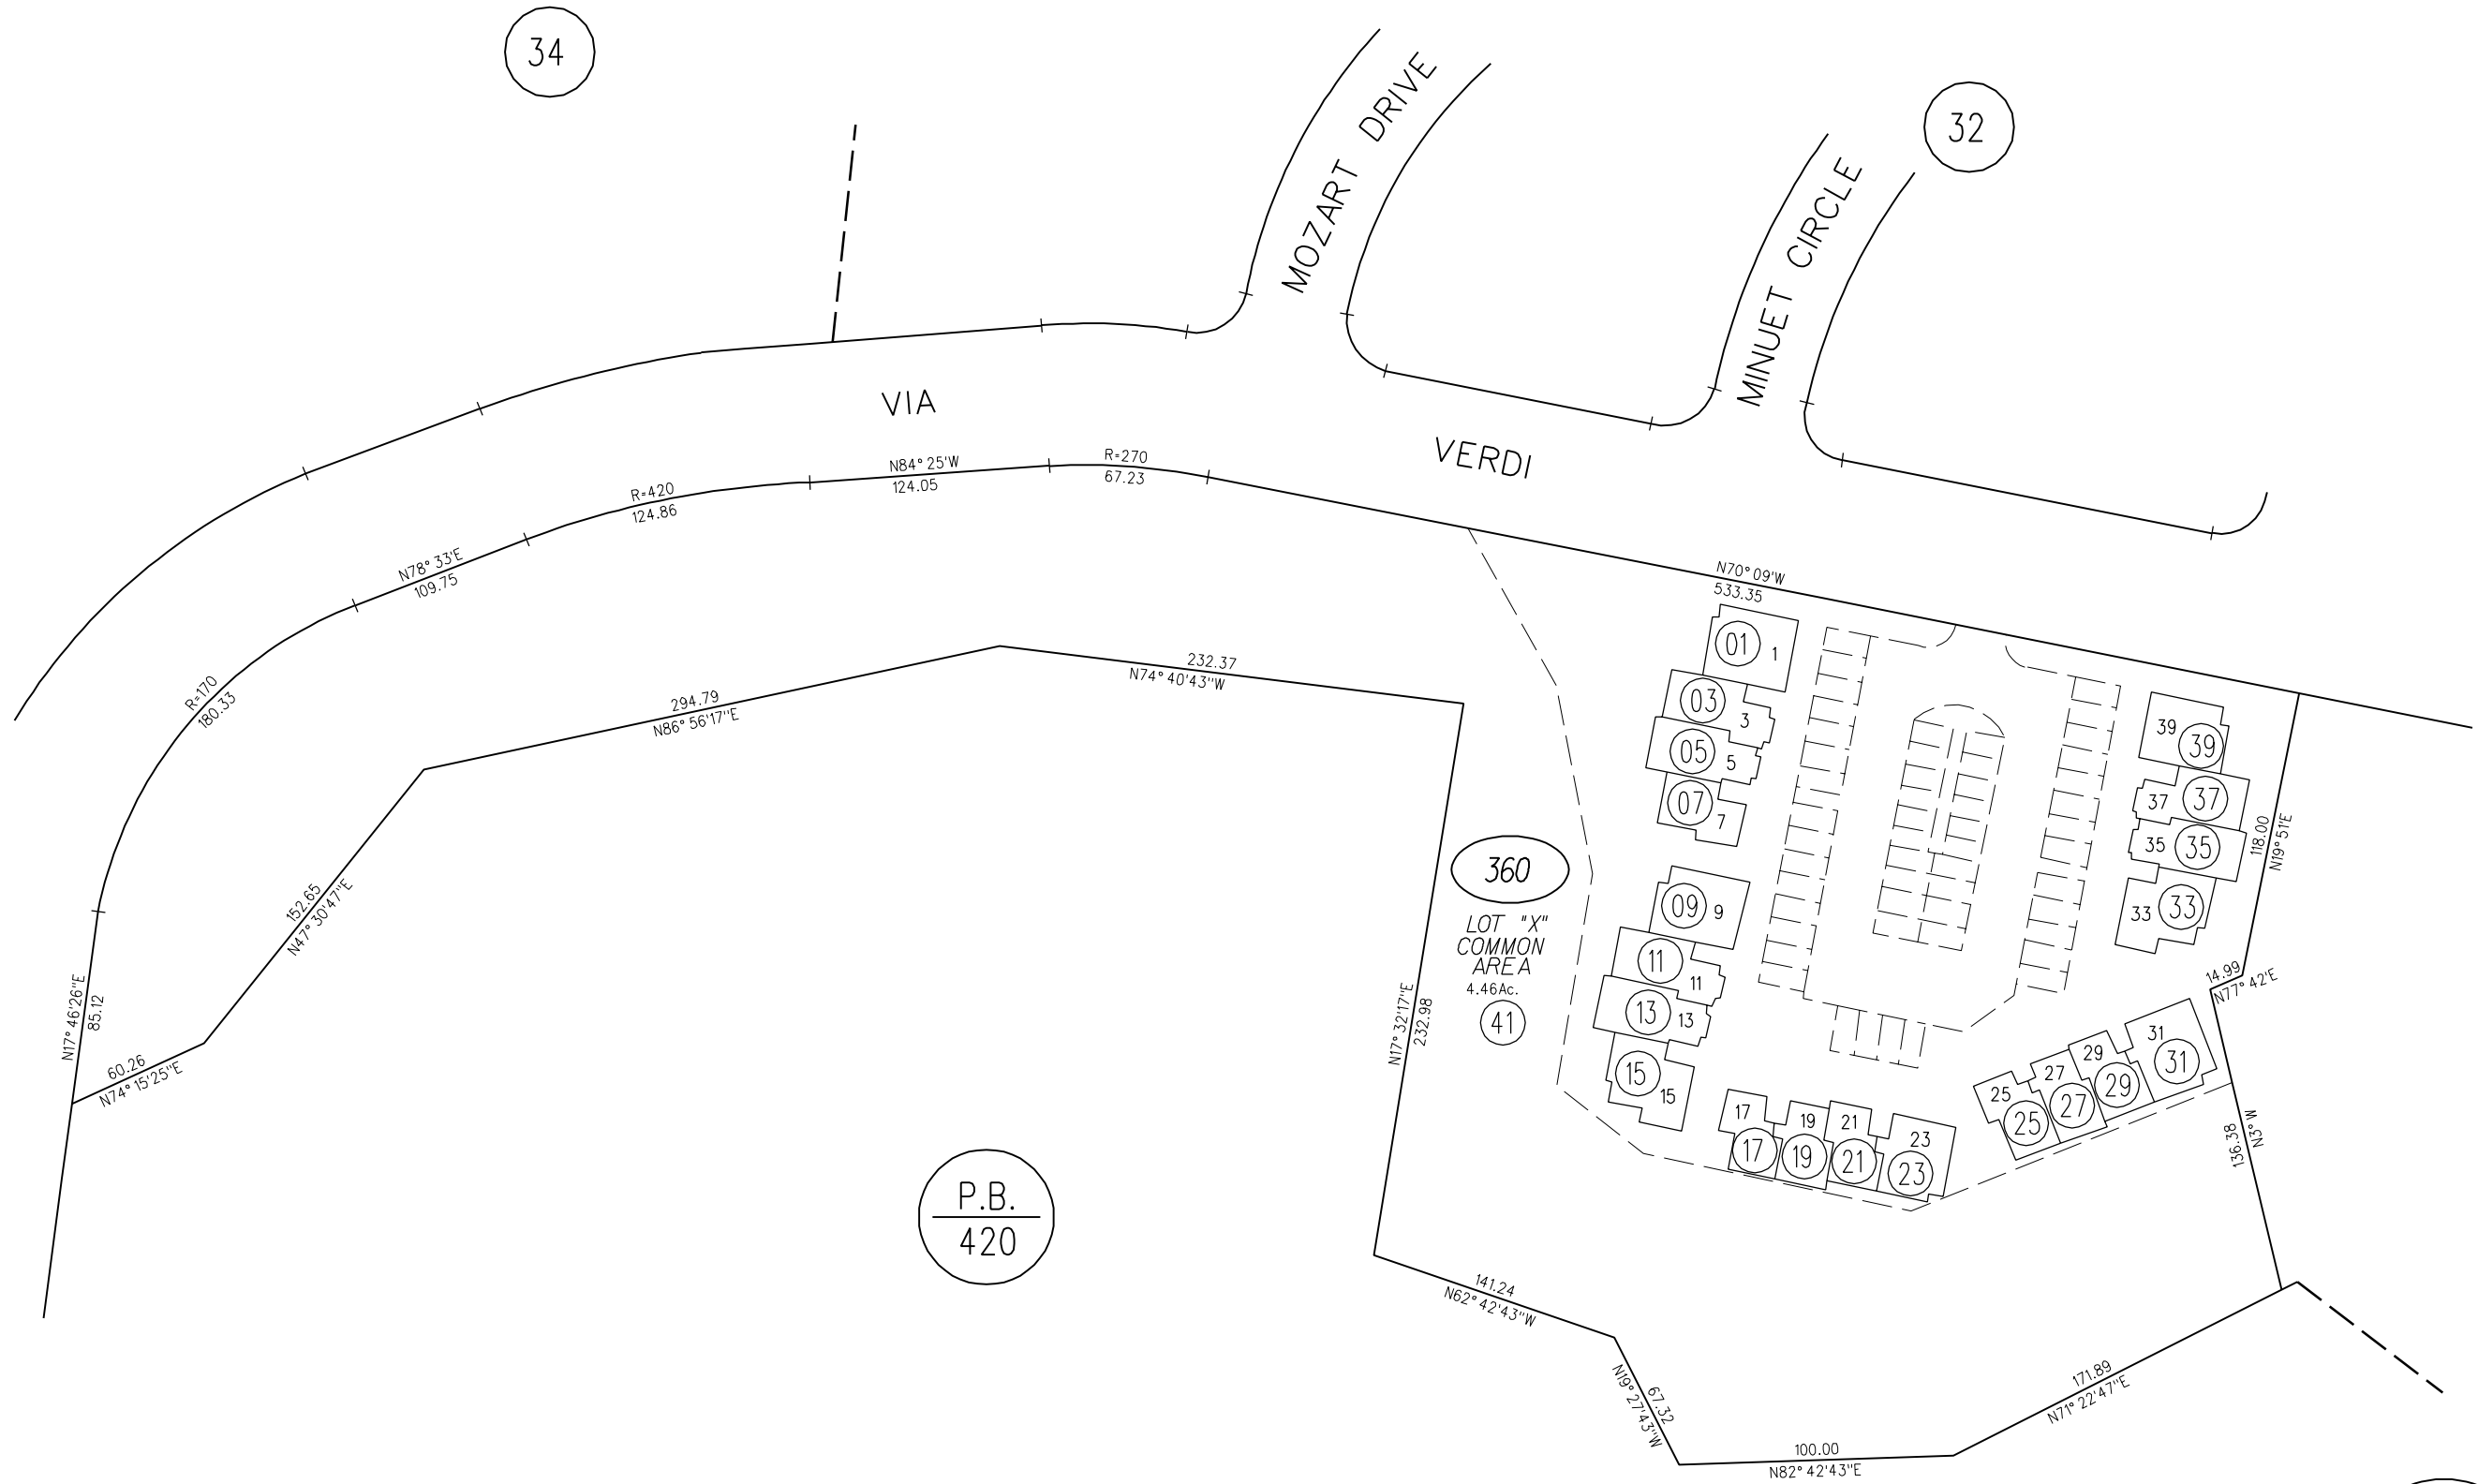 34
32
MOZART DRIVE
MINUET CIRCLE
VIA
VERDI
R=170
180.33
N78° 33'E
109.75
R=420
124.86
N84° 25'W
124.05
R=270
67.23
N70° 09'W
533.35
232.37
N74° 40'43"W
294.79
N86° 56'17"E
152.65
N47° 30'47"E
N17° 46'26"E
85.12
60.26
N74° 15'25"E
N17° 32'17"E
232.98
360
LOT "X"
COMMON
AREA
4.46Ac.
41
01 1
03 3
05 5
07 7
09 9
11 11
13 13
15 15
17
17
19
19
21
21
23
23
25
25
27
27
29
29
31
31
33 33
35 35
37 37
39 39
118.00
N19° 51'E
14.99
N77° 42'E
136.38
N3° W
P.B.
420
141.24
N62° 42'43"W
67.32
N19° 27'43"W
100.00
N82° 42'43"E
171.89
N71° 22'47"E